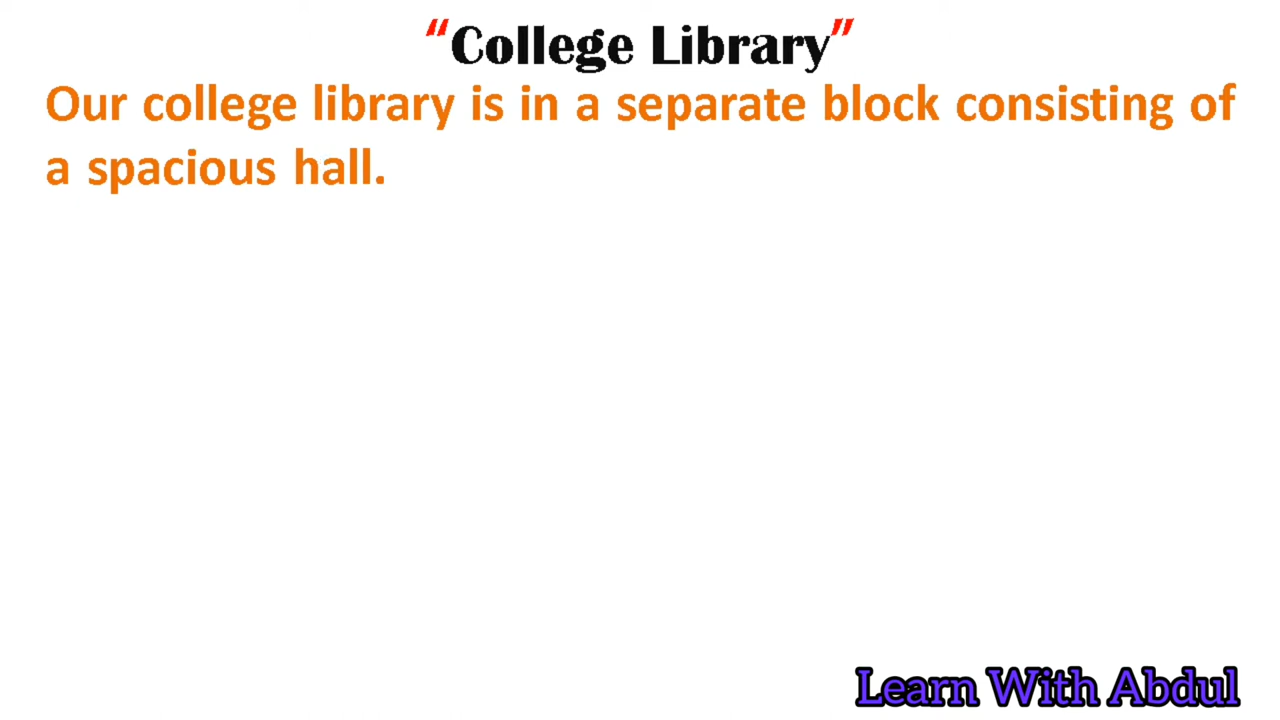 “College Library”
Our college library is in a separate block consisting of
a spacious hall.
Learn With Abdul